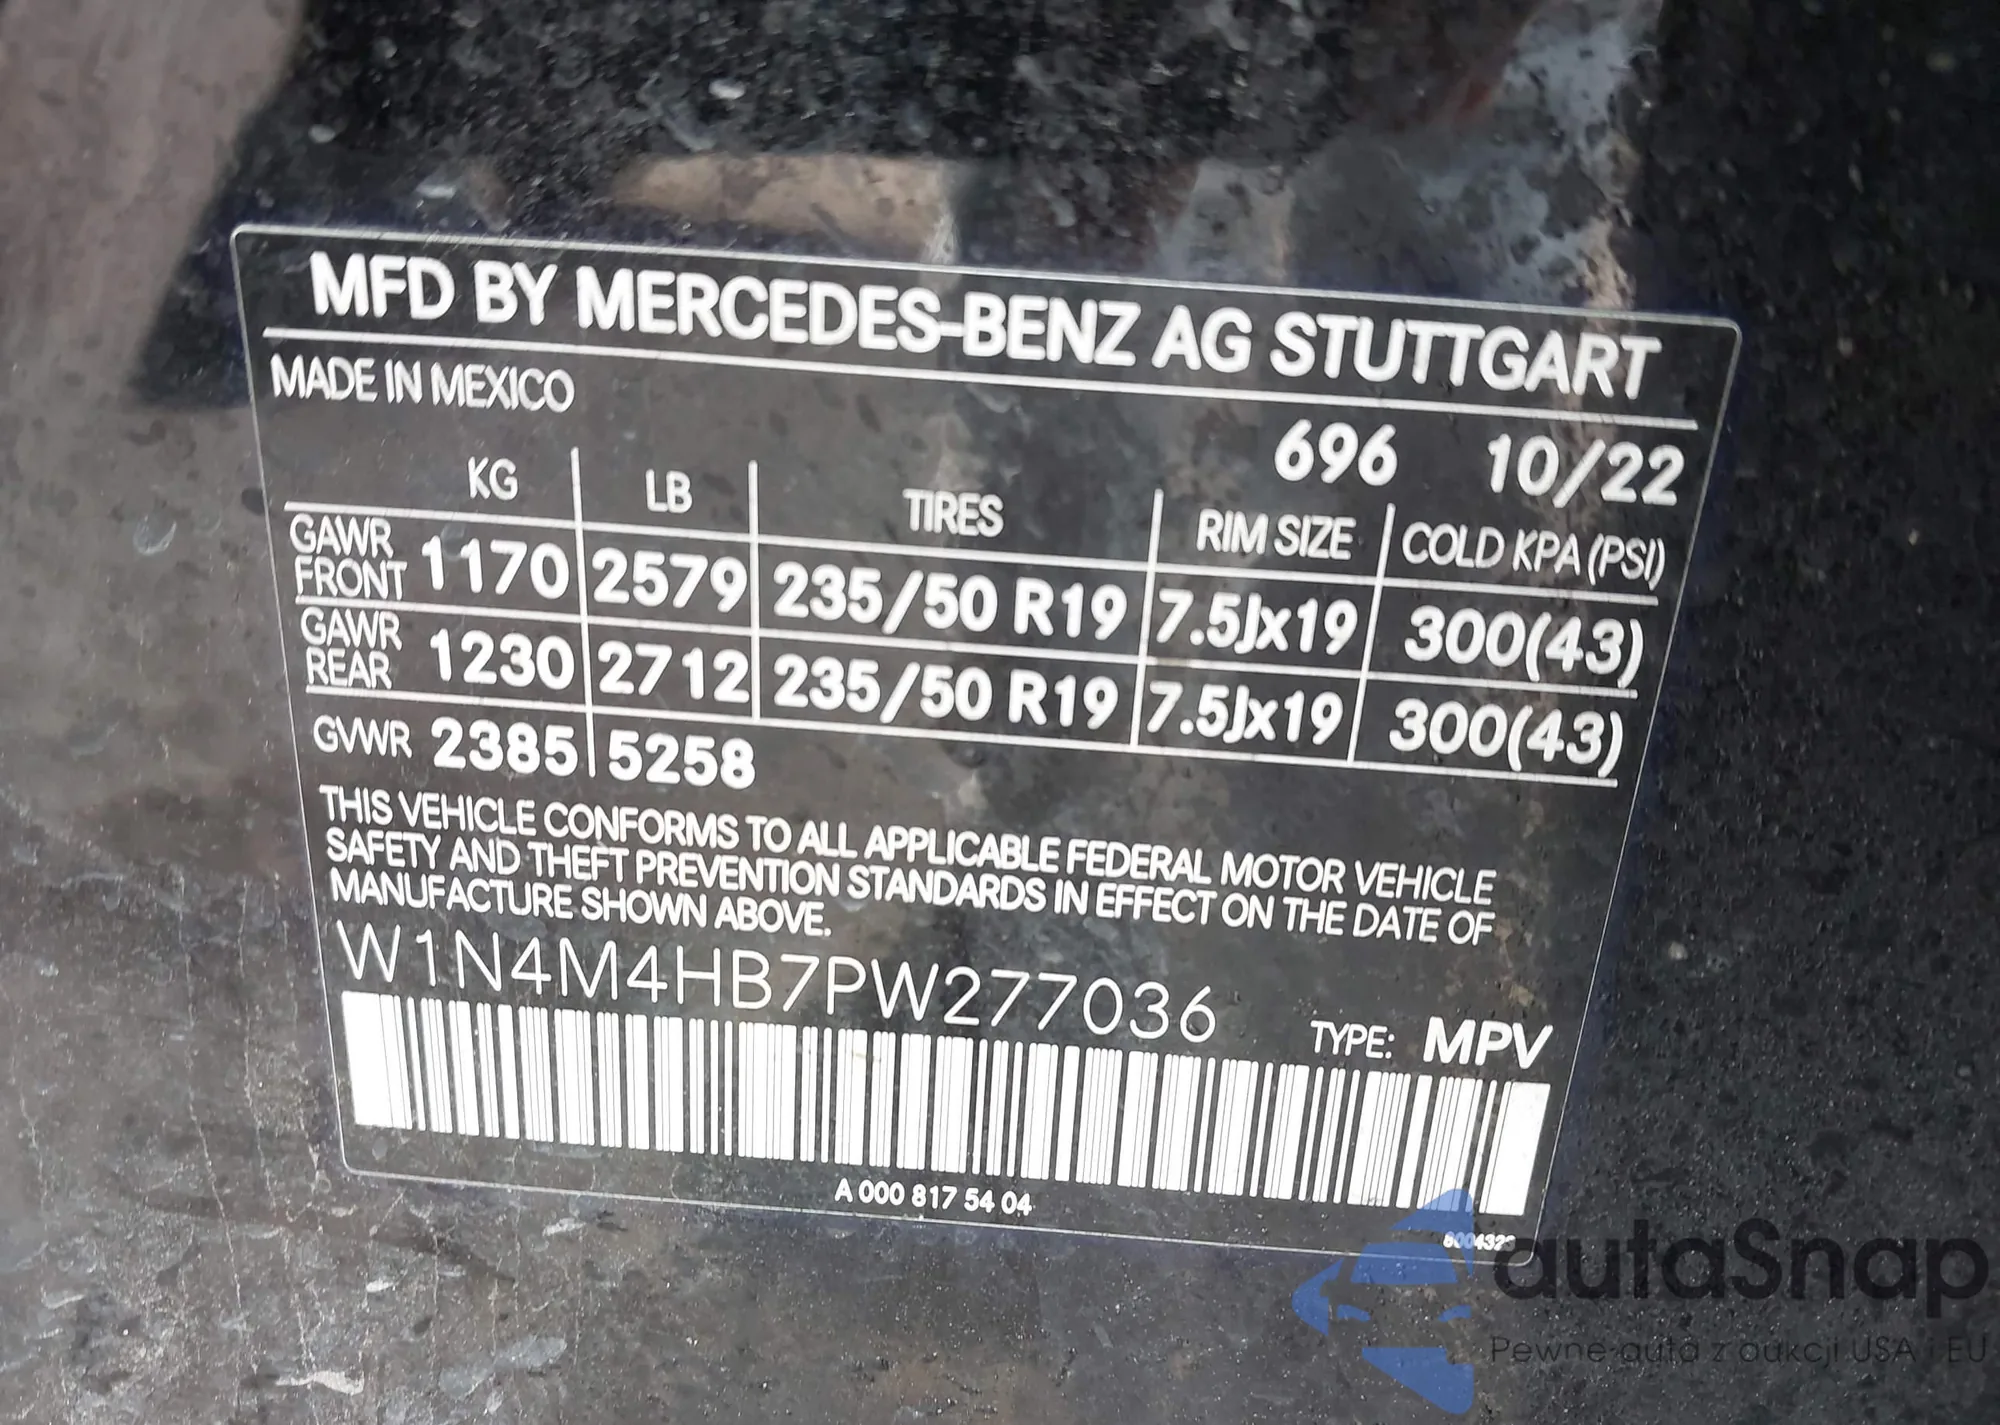 MFD BY MERCEDES-BENZ AG STUTTGART
MADE IN MEXICO
696 10/22
KG LB TIRES RIM SIZE COLD KPA (PSI)
GAWR FRONT 1170 2579 235/50 R19 7.5Jx19 300(43)
GAWR REAR 1230 2712 235/50 R19 7.5Jx19 300(43)
GVWR 2385 5258
THIS VEHICLE CONFORMS TO ALL APPLICABLE FEDERAL MOTOR VEHICLE
SAFETY AND THEFT PREVENTION STANDARDS IN EFFECT ON THE DATE OF
MANUFACTURE SHOWN ABOVE.
W1N4M4HB7PW277036
TYPE: MPV
A 000 817 54 04
autaSnap
Pewne auta z aukcji USA i EU